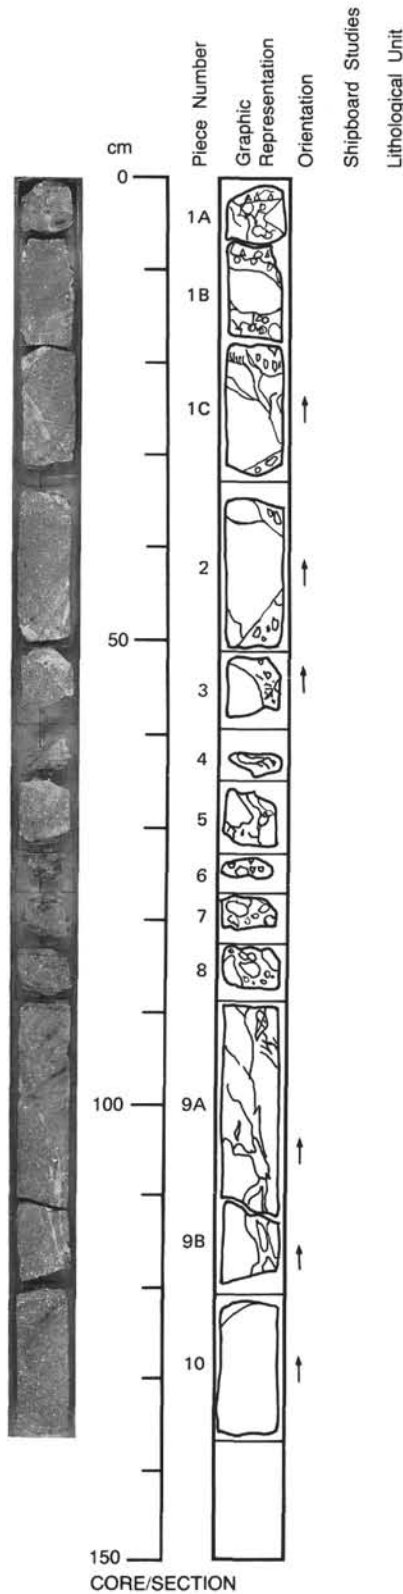 cm
Piece Number
Graphic
Representation
Orientation
Shipboard Studies
Lithological Unit
0
1A
1B
1C
2
50
3
4
5
6
7
8
100
9A
9B
10
150
CORE/SECTION